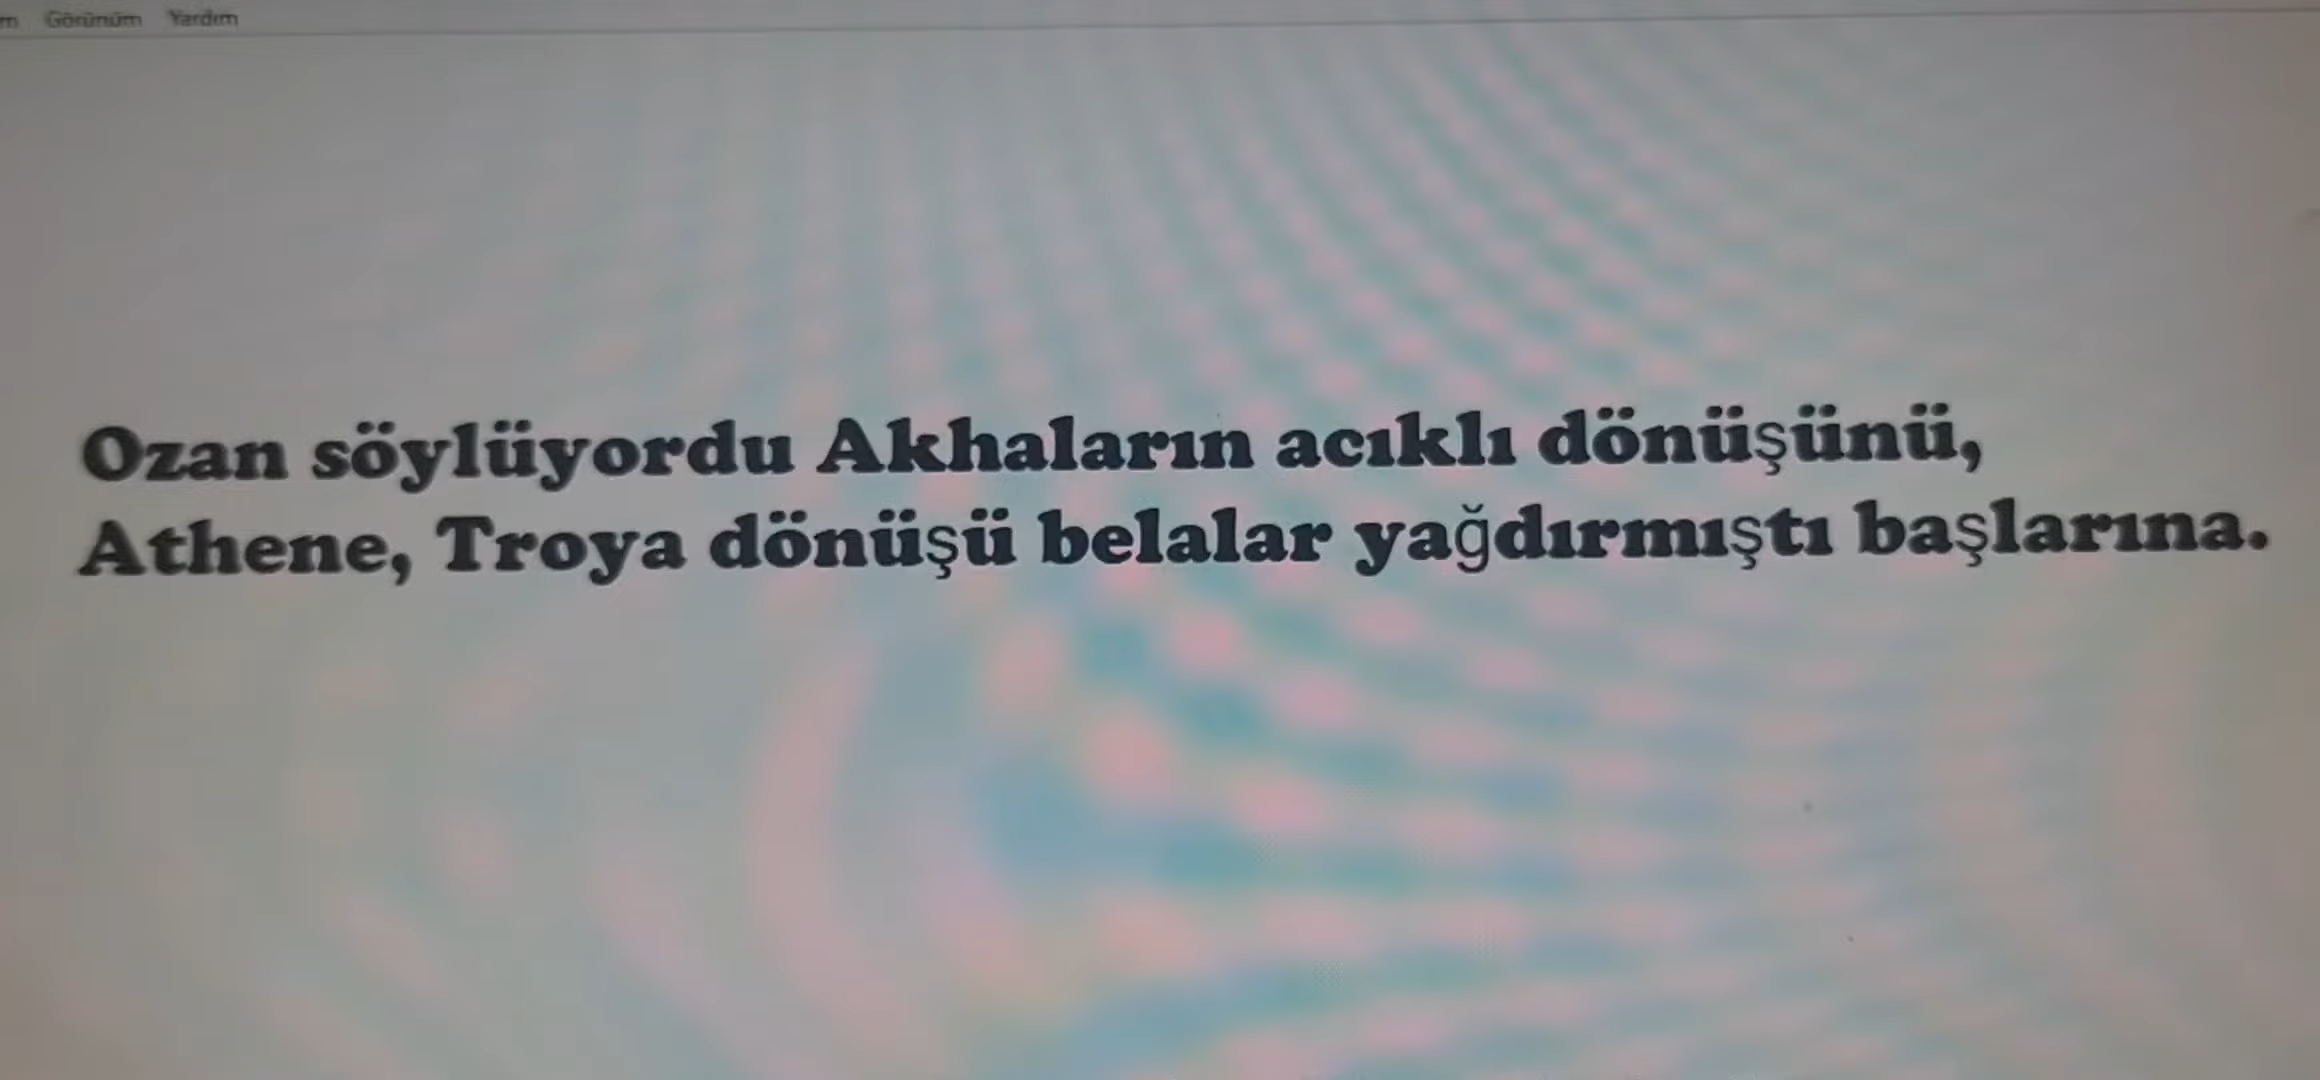 Görünüm Yardım
Ozan söylüyordu Akhaların acıklı dönüşünü,
Athene, Troya dönüşü belalar yağdırmıştı başlarına.